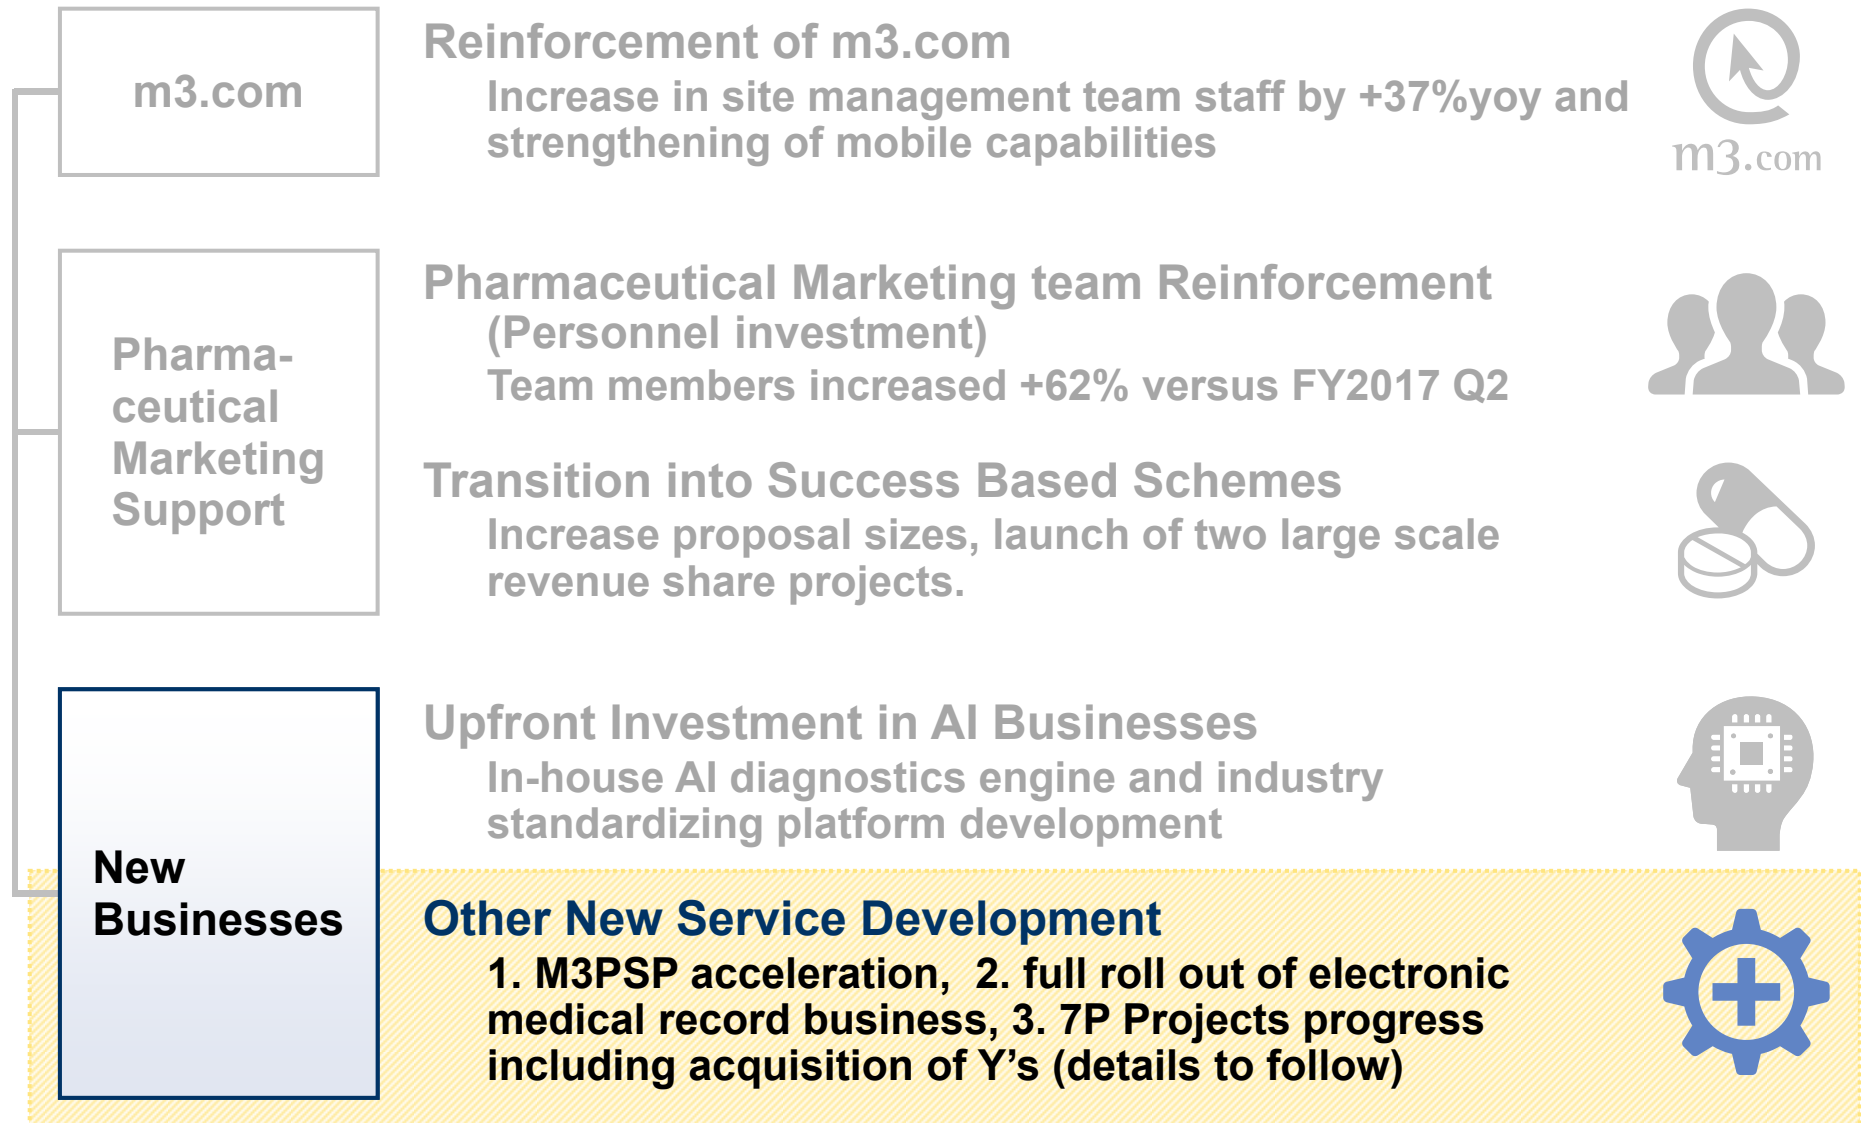 m3.com
Reinforcement of m3.com
Increase in site management team staff by +37%yoy and
strengthening of mobile capabilities
m3.com
Pharma-
ceutical
Marketing
Support
Pharmaceutical Marketing team Reinforcement
(Personnel investment)
Team members increased +62% versus FY2017 Q2
Transition into Success Based Schemes
Increase proposal sizes, launch of two large scale
revenue share projects.
New
Businesses
Upfront Investment in AI Businesses
In-house AI diagnostics engine and industry
standardizing platform development
Other New Service Development
1. M3PSP acceleration,  2. full roll out of electronic
medical record business, 3. 7P Projects progress
including acquisition of Y’s (details to follow)